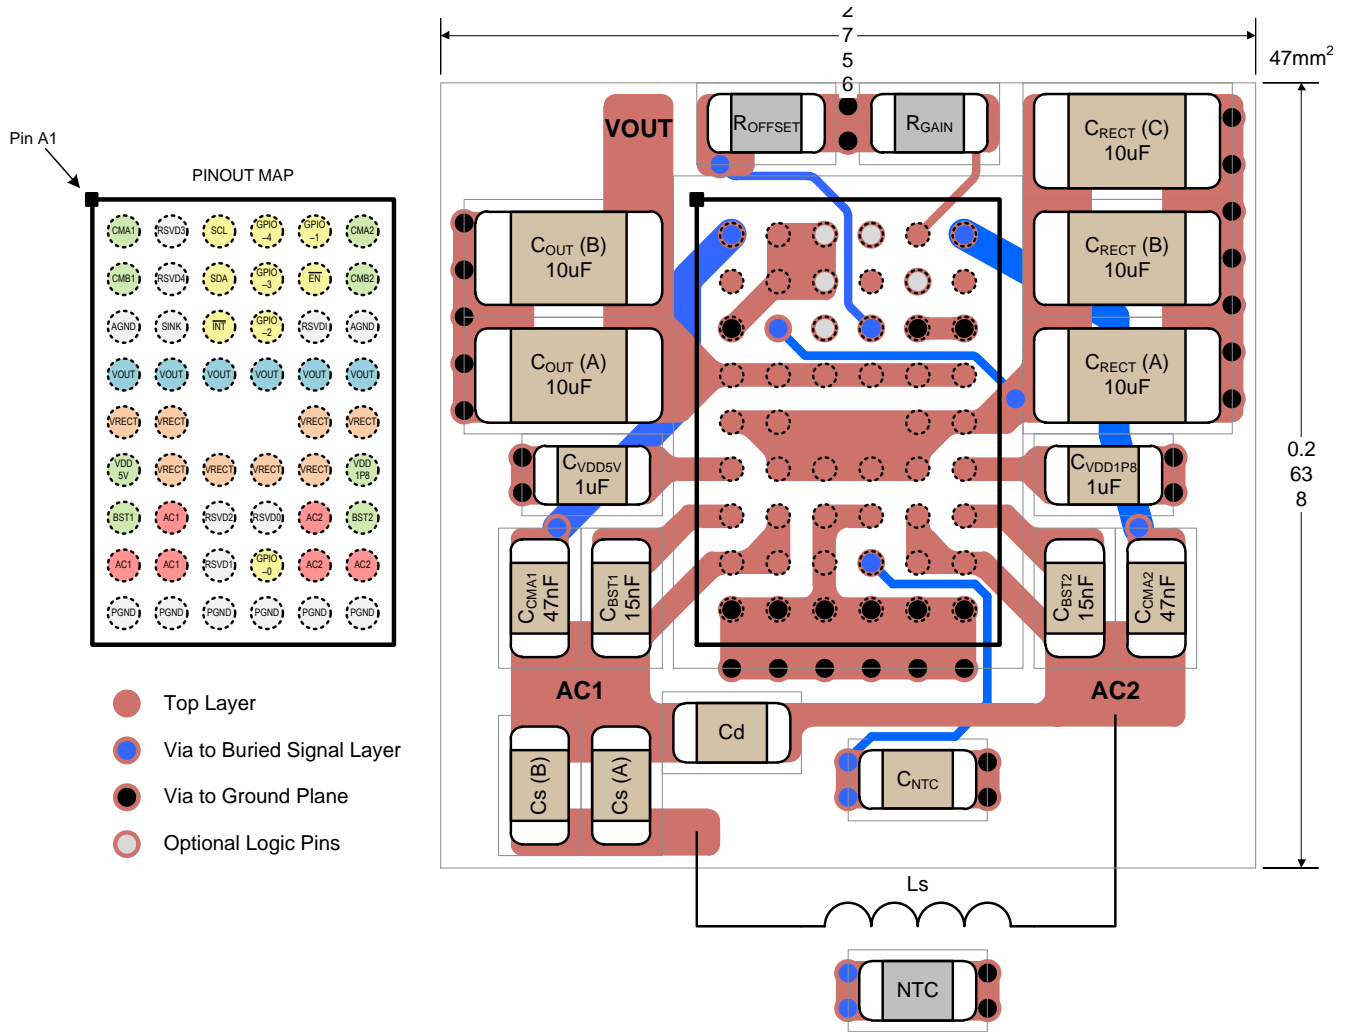 2
7
5
6
47mm2
Pin A1
PINOUT MAP
CMA1 RSVD3 SCL GPIO–4 GPIO–1 CMA2
CMB1 RSVD4 SDA GPIO–3 EN CMB2
AGND SINK INT GPIO–2 RSVDI AGND
VOUT VOUT VOUT VOUT VOUT VOUT
VRECT VRECT VRECT VRECT
VDD5V VRECT VRECT VRECT VRECT VDD1P8
BST1 AC1 RSVD2 RSVD0 AC2 BST2
AC1 AC1 RSVD1 GPIO–0 AC2 AC2
PGND PGND PGND PGND PGND PGND
Top Layer
Via to Buried Signal Layer
Via to Ground Plane
Optional Logic Pins
VOUT
ROFFSET
RGAIN
CRECT (C)
10uF
COUT (B)
10uF
CRECT (B)
10uF
COUT (A)
10uF
CRECT (A)
10uF
CVDD5V
1uF
CVDD1P8
1uF
0.2
63
8
CCMA1
47nF
CBST1
15nF
CBST2
15nF
CCMA2
47nF
AC1
AC2
Cd
Cs (B)
Cs (A)
CNTC
Ls
NTC